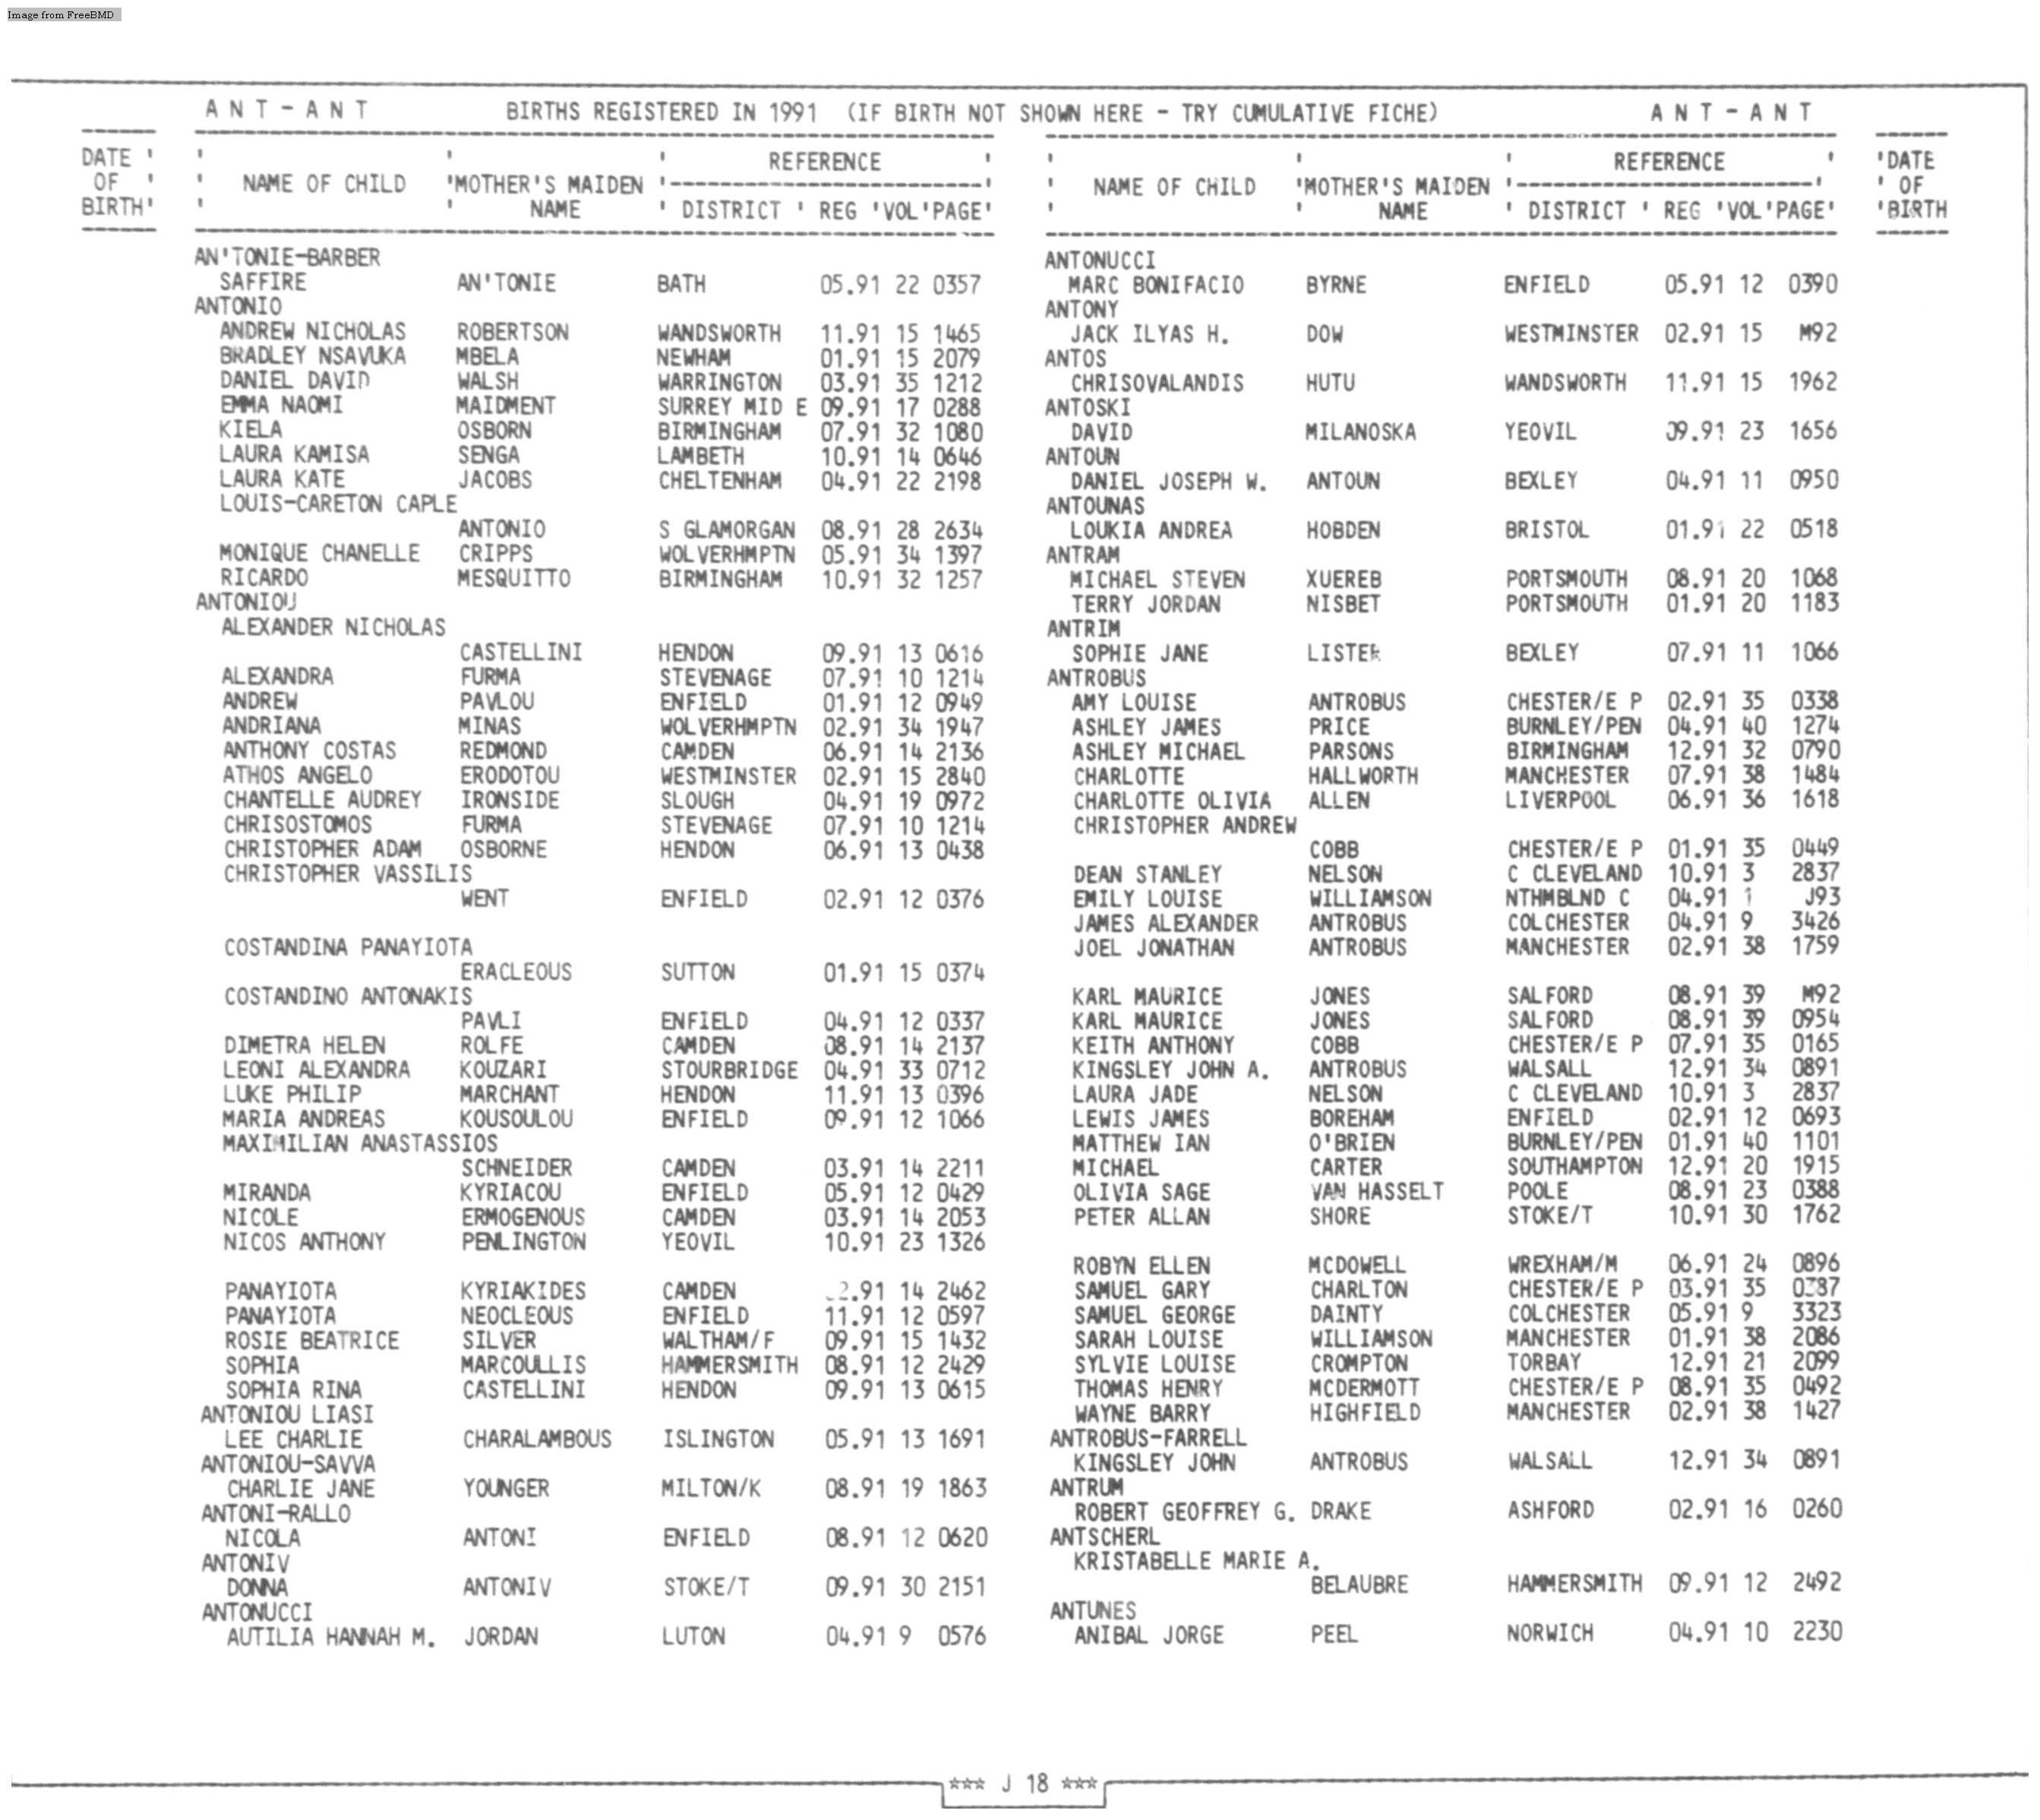 Image from FreeBMD
A N T - A N T BIRTHS REGISTERED IN 1991 (IF BIRTH NOT SHOWN HERE - TRY CUMULATIVE FICHE) A N T - A N T
DATE OF BIRTH NAME OF CHILD MOTHER'S MAIDEN NAME REFERENCE DISTRICT REG VOL PAGE
AN'TONIE-BARBER
SAFFIRE AN'TONIE BATH 05.91 22 0357
ANTONIO
ANDREW NICHOLAS ROBERTSON WANDSWORTH 11.91 15 1465
BRADLEY NSAVUKA MBELA NEWHAM 01.91 15 2079
DANIEL DAVID WALSH WARRINGTON 03.91 35 1212
EMMA NAOMI MAIDMENT SURREY MID E 09.91 17 0288
KIELA OSBORN BIRMINGHAM 07.91 32 1080
LAURA KAMISA SENGA LAMBETH 10.91 14 0646
LAURA KATE JACOBS CHELTENHAM 04.91 22 2198
LOUIS-CARETON CAPLE
ANTONIO S GLAMORGAN 08.91 28 2634
MONIQUE CHANELLE CRIPPS WOLVERHMPTN 05.91 34 1397
RICARDO MESQUITTO BIRMINGHAM 10.91 32 1257
ANTONIOU
ALEXANDER NICHOLAS
CASTELLINI HENDON 09.91 13 0616
ALEXANDRA FURMA STEVENAGE 07.91 10 1214
ANDREW PAVLOU ENFIELD 01.91 12 0949
ANDRIANA MINAS WOLVERHMPTN 02.91 34 1947
ANTHONY COSTAS REDMOND CAMDEN 06.91 14 2136
ATHOS ANGELO ERODOTOU WESTMINSTER 02.91 15 2840
CHANTELLE AUDREY IRONSIDE SLOUGH 04.91 19 0972
CHRISOSTOMOS FURMA STEVENAGE 07.91 10 1214
CHRISTOPHER ADAM OSBORNE HENDON 06.91 13 0438
CHRISTOPHER VASSILIS
WENT ENFIELD 02.91 12 0376
COSTANDINA PANAYIOTA
ERACLEOUS SUTTON 01.91 15 0374
COSTANDINO ANTONAKIS
PAVLI ENFIELD 04.91 12 0337
DIMETRA HELEN ROLFE CAMDEN 08.91 14 2137
LEONI ALEXANDRA KOUZARI STOURBRIDGE 04.91 33 0712
LUKE PHILIP MARCHANT HENDON 11.91 13 0396
MARIA ANDREAS KOUSOULOU ENFIELD 09.91 12 1066
MAXIMILIAN ANASTASSIOS
SCHNEIDER CAMDEN 03.91 14 2211
MIRANDA KYRIACOU ENFIELD 05.91 12 0429
NICOLE ERMOGENOUS CAMDEN 03.91 14 2053
NICOS ANTHONY PENLINGTON YEOVIL 10.91 23 1326
PANAYIOTA KYRIAKIDES CAMDEN 14 2462
PANAYIOTA NEOCLEOUS ENFIELD 11.91 12 0597
ROSIE BEATRICE SILVER WALTHAM/F 09.91 15 1432
SOPHIA MARCOULLIS HAMMERSMITH 08.91 12 2429
SOPHIA RINA CASTELLINI HENDON 09.91 13 0615
ANTONIOU LIASI
LEE CHARLIE CHARALAMBOUS ISLINGTON 05.91 13 1691
ANTONIOU-SAVVA
CHARLIE JANE YOUNGER MILTON/K 08.91 19 1863
ANTONI-RALLO
NICOLA ANTONI ENFIELD 08.91 12 0620
ANTONIV
DONNA ANTONIV STOKE/T 09.91 30 2151
ANTONUCCI
AUTILIA HANNAH M. JORDAN LUTON 04.91 9 0576
NAME OF CHILD MOTHER'S MAIDEN NAME REFERENCE DISTRICT REG VOL PAGE DATE OF BIRTH
ANTONUCCI
MARC BONIFACIO BYRNE ENFIELD 05.91 12 0390
ANTONY
JACK ILYAS H. DOW WESTMINSTER 02.91 15 M92
ANTOS
CHRISOVALANDIS HUTU WANDSWORTH 11.91 15 1962
ANTOSKI
DAVID MILANOSKA YEOVIL 09.91 23 1656
ANTOUN
DANIEL JOSEPH W. ANTOUN BEXLEY 04.91 11 0950
ANTOUNAS
LOUKIA ANDREA HOBDEN BRISTOL 01.91 22 0518
ANTRAM
MICHAEL STEVEN XUEREB PORTSMOUTH 08.91 20 1068
TERRY JORDAN NISBET PORTSMOUTH 01.91 20 1183
ANTRIM
SOPHIE JANE LISTER BEXLEY 07.91 11 1066
ANTROBUS
AMY LOUISE ANTROBUS CHESTER/E P 02.91 35 0338
ASHLEY JAMES PRICE BURNLEY/PEN 04.91 40 1274
ASHLEY MICHAEL PARSONS BIRMINGHAM 12.91 32 0790
CHARLOTTE HALLWORTH MANCHESTER 07.91 38 1484
CHARLOTTE OLIVIA ALLEN LIVERPOOL 06.91 36 1618
CHRISTOPHER ANDREW
COBB CHESTER/E P 01.91 35 0449
DEAN STANLEY NELSON C CLEVELAND 10.91 3 2837
EMILY LOUISE WILLIAMSON NTHMBLND C 04.91 1 J93
JAMES ALEXANDER ANTROBUS COLCHESTER 04.91 9 3426
JOEL JONATHAN ANTROBUS MANCHESTER 02.91 38 1759
KARL MAURICE JONES SALFORD 08.91 39 M92
KARL MAURICE JONES SALFORD 08.91 39 0954
KEITH ANTHONY COBB CHESTER/E P 07.91 35 0165
KINGSLEY JOHN A. ANTROBUS WALSALL 12.91 34 0891
LAURA JADE NELSON C CLEVELAND 10.91 3 2837
LEWIS JAMES BOREHAM ENFIELD 02.91 12 0693
MATTHEW IAN O'BRIEN BURNLEY/PEN 01.91 40 1101
MICHAEL CARTER SOUTHAMPTON 12.91 20 1915
OLIVIA SAGE VAN HASSELT POOLE 08.91 23 0388
PETER ALLAN SHORE STOKE/T 10.91 30 1762
ROBYN ELLEN MCDOWELL WREXHAM/M 06.91 24 0896
SAMUEL GARY CHARLTON CHESTER/E P 03.91 35
SAMUEL GEORGE DAINTY COLCHESTER 05.91 9 3323
SARAH LOUISE WILLIAMSON MANCHESTER 01.91 38 2086
SYLVIE LOUISE CROMPTON TORBAY 12.91 21 2099
THOMAS HENRY MCDERMOTT CHESTER/E P 08.91 35 0492
WAYNE BARRY HIGHFIELD MANCHESTER 02.91 38 1427
ANTROBUS-FARRELL
KINGSLEY JOHN ANTROBUS WALSALL 12.91 34 0891
ANTRUM
ROBERT GEOFFREY G. DRAKE ASHFORD 02.91 16 0260
ANTSCHERL
KRISTABELLE MARIE A.
BELAUBRE HAMMERSMITH 09.91 12 2492
ANTUNES
ANIBAL JORGE PEEL NORWICH 04.91 10 2230
*** J 18 ***